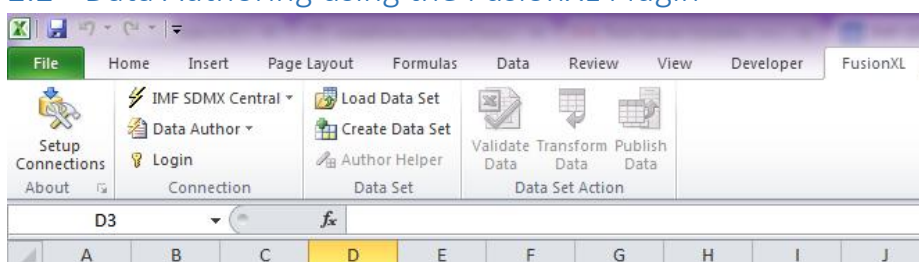 File Home Insert Page Layout Formulas Data Review View Developer FusionXL
IMF SDMX Central Load Data Set
Data Author Create Data Set
Setup Connections Login Author Helper Validate Data Transform Data Publish Data
About Connection Data Set Data Set Action
D3 fx
A B C D E F G H I J